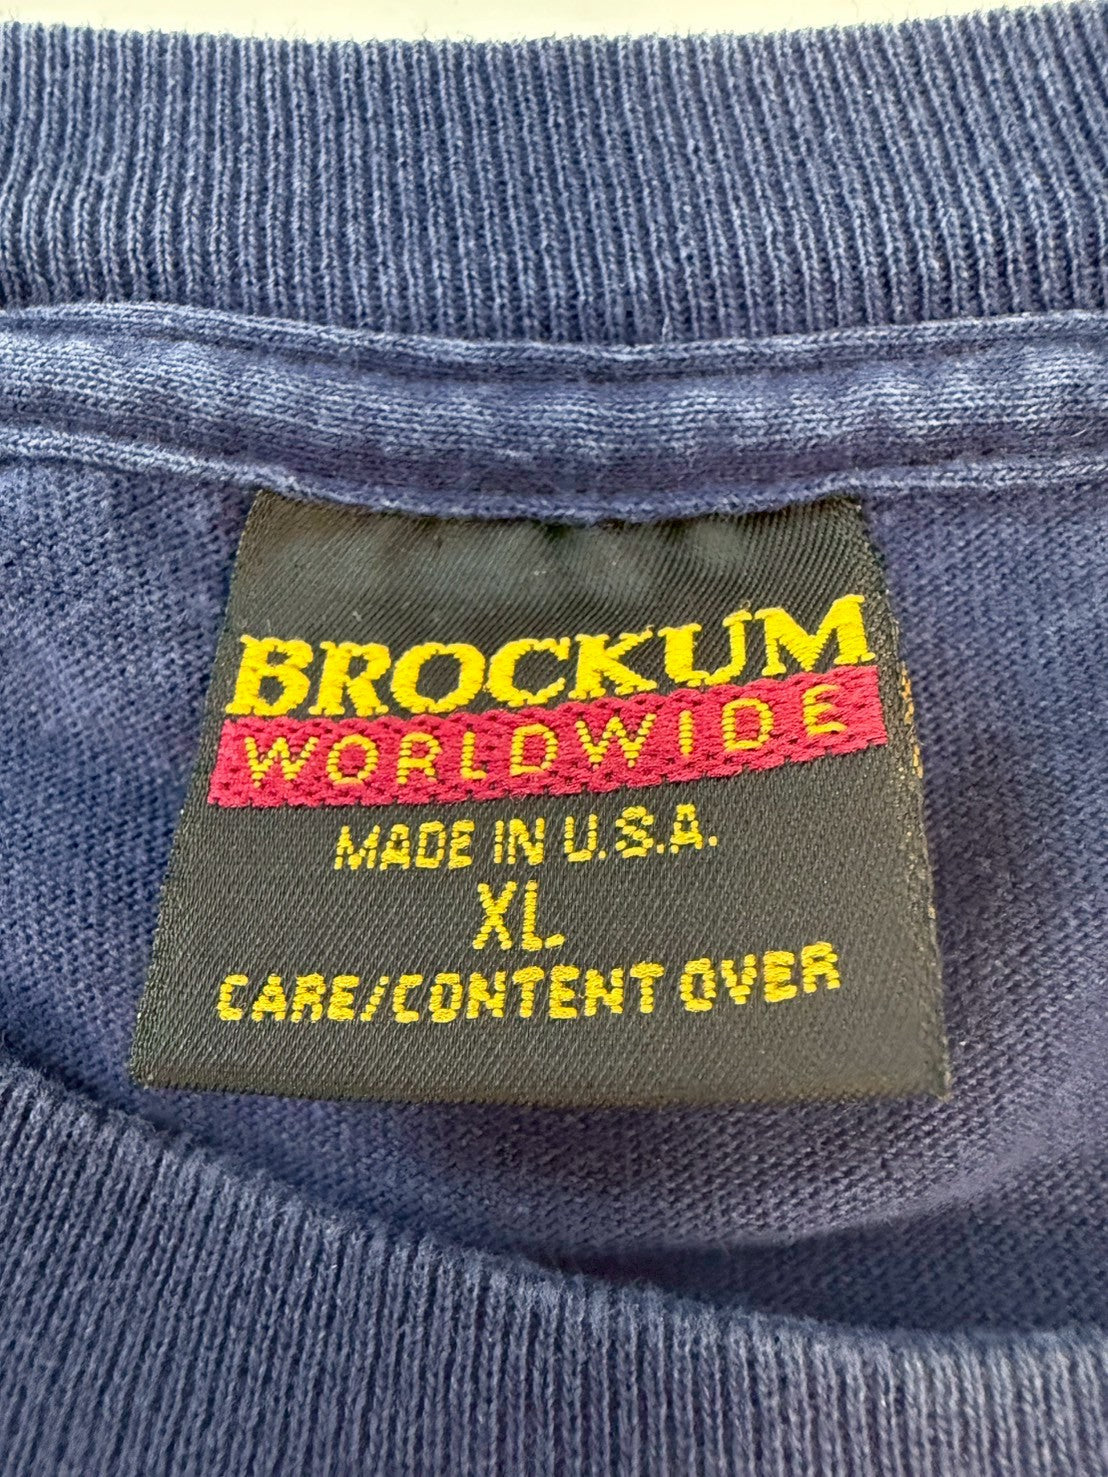 BROCKUM
WORLDWIDE
MADE IN U.S.A.
XL
CARE/CONTENT OVER